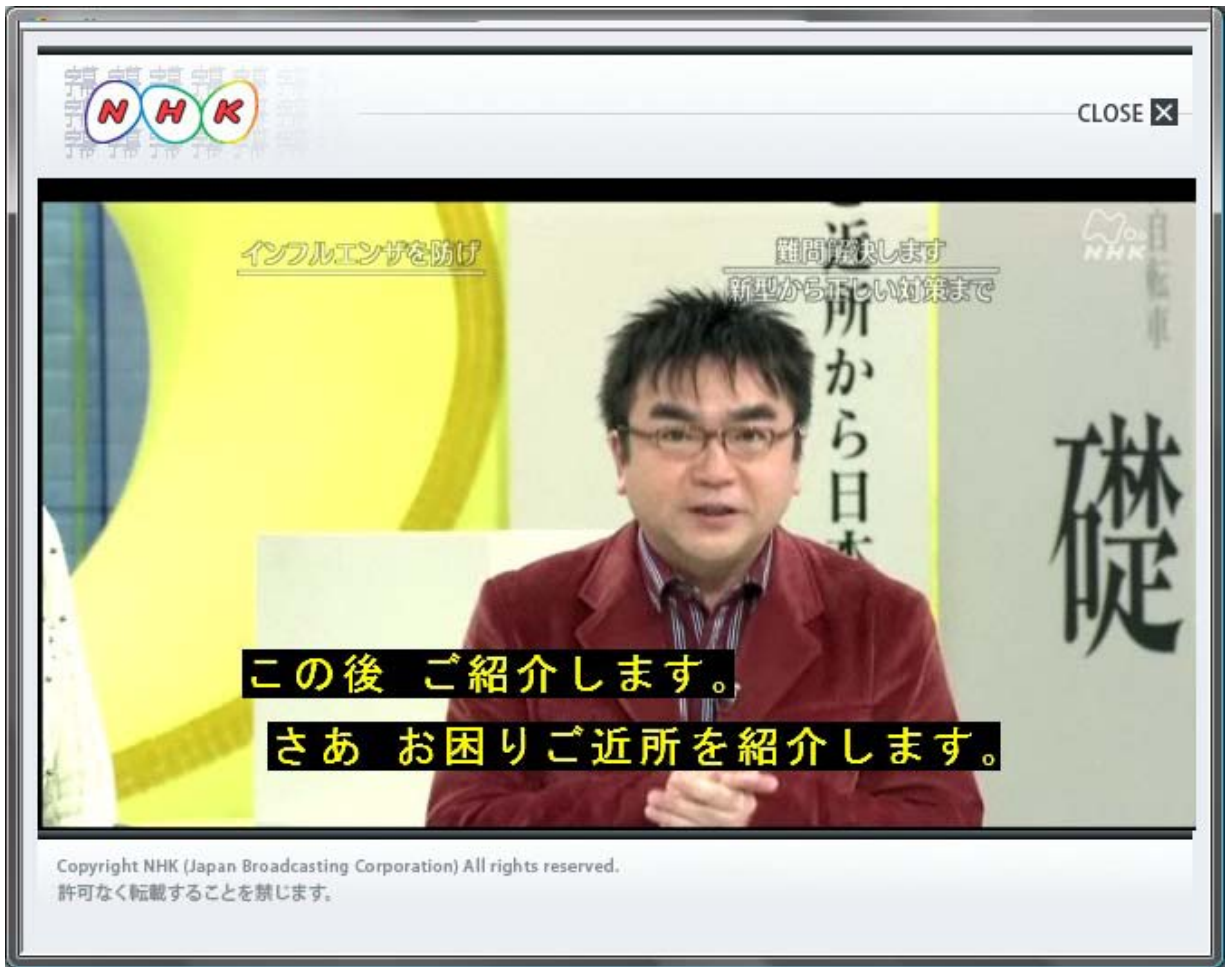 NHK
CLOSE
インフルエンザを防げ
難問解決します
新型から正しい対策まで
NHK
ご近所から日本
自転車
礎
この後 ご紹介します。
さあ お困りご近所を紹介します。
Copyright NHK (Japan Broadcasting Corporation) All rights reserved.
許可なく転載することを禁じます。